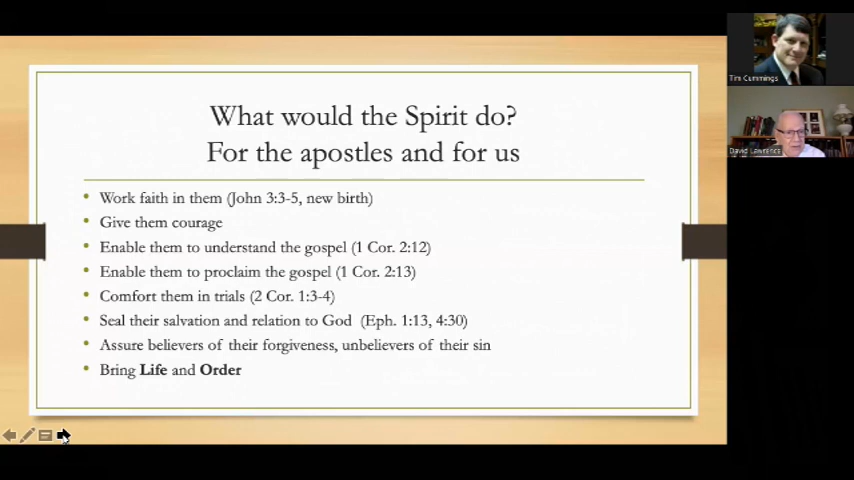 What would the Spirit do?
For the apostles and for us
• Work faith in them (John 3:3-5, new birth)
• Give them courage
• Enable them to understand the gospel (1 Cor. 2:12)
• Enable them to proclaim the gospel (1 Cor. 2:13)
• Comfort them in trials (2 Cor. 1:3-4)
• Seal their salvation and relation to God (Eph. 1:13, 4:30)
• Assure believers of their forgiveness, unbelievers of their sin
• Bring Life and Order
Tim Cummings
David Lawrence